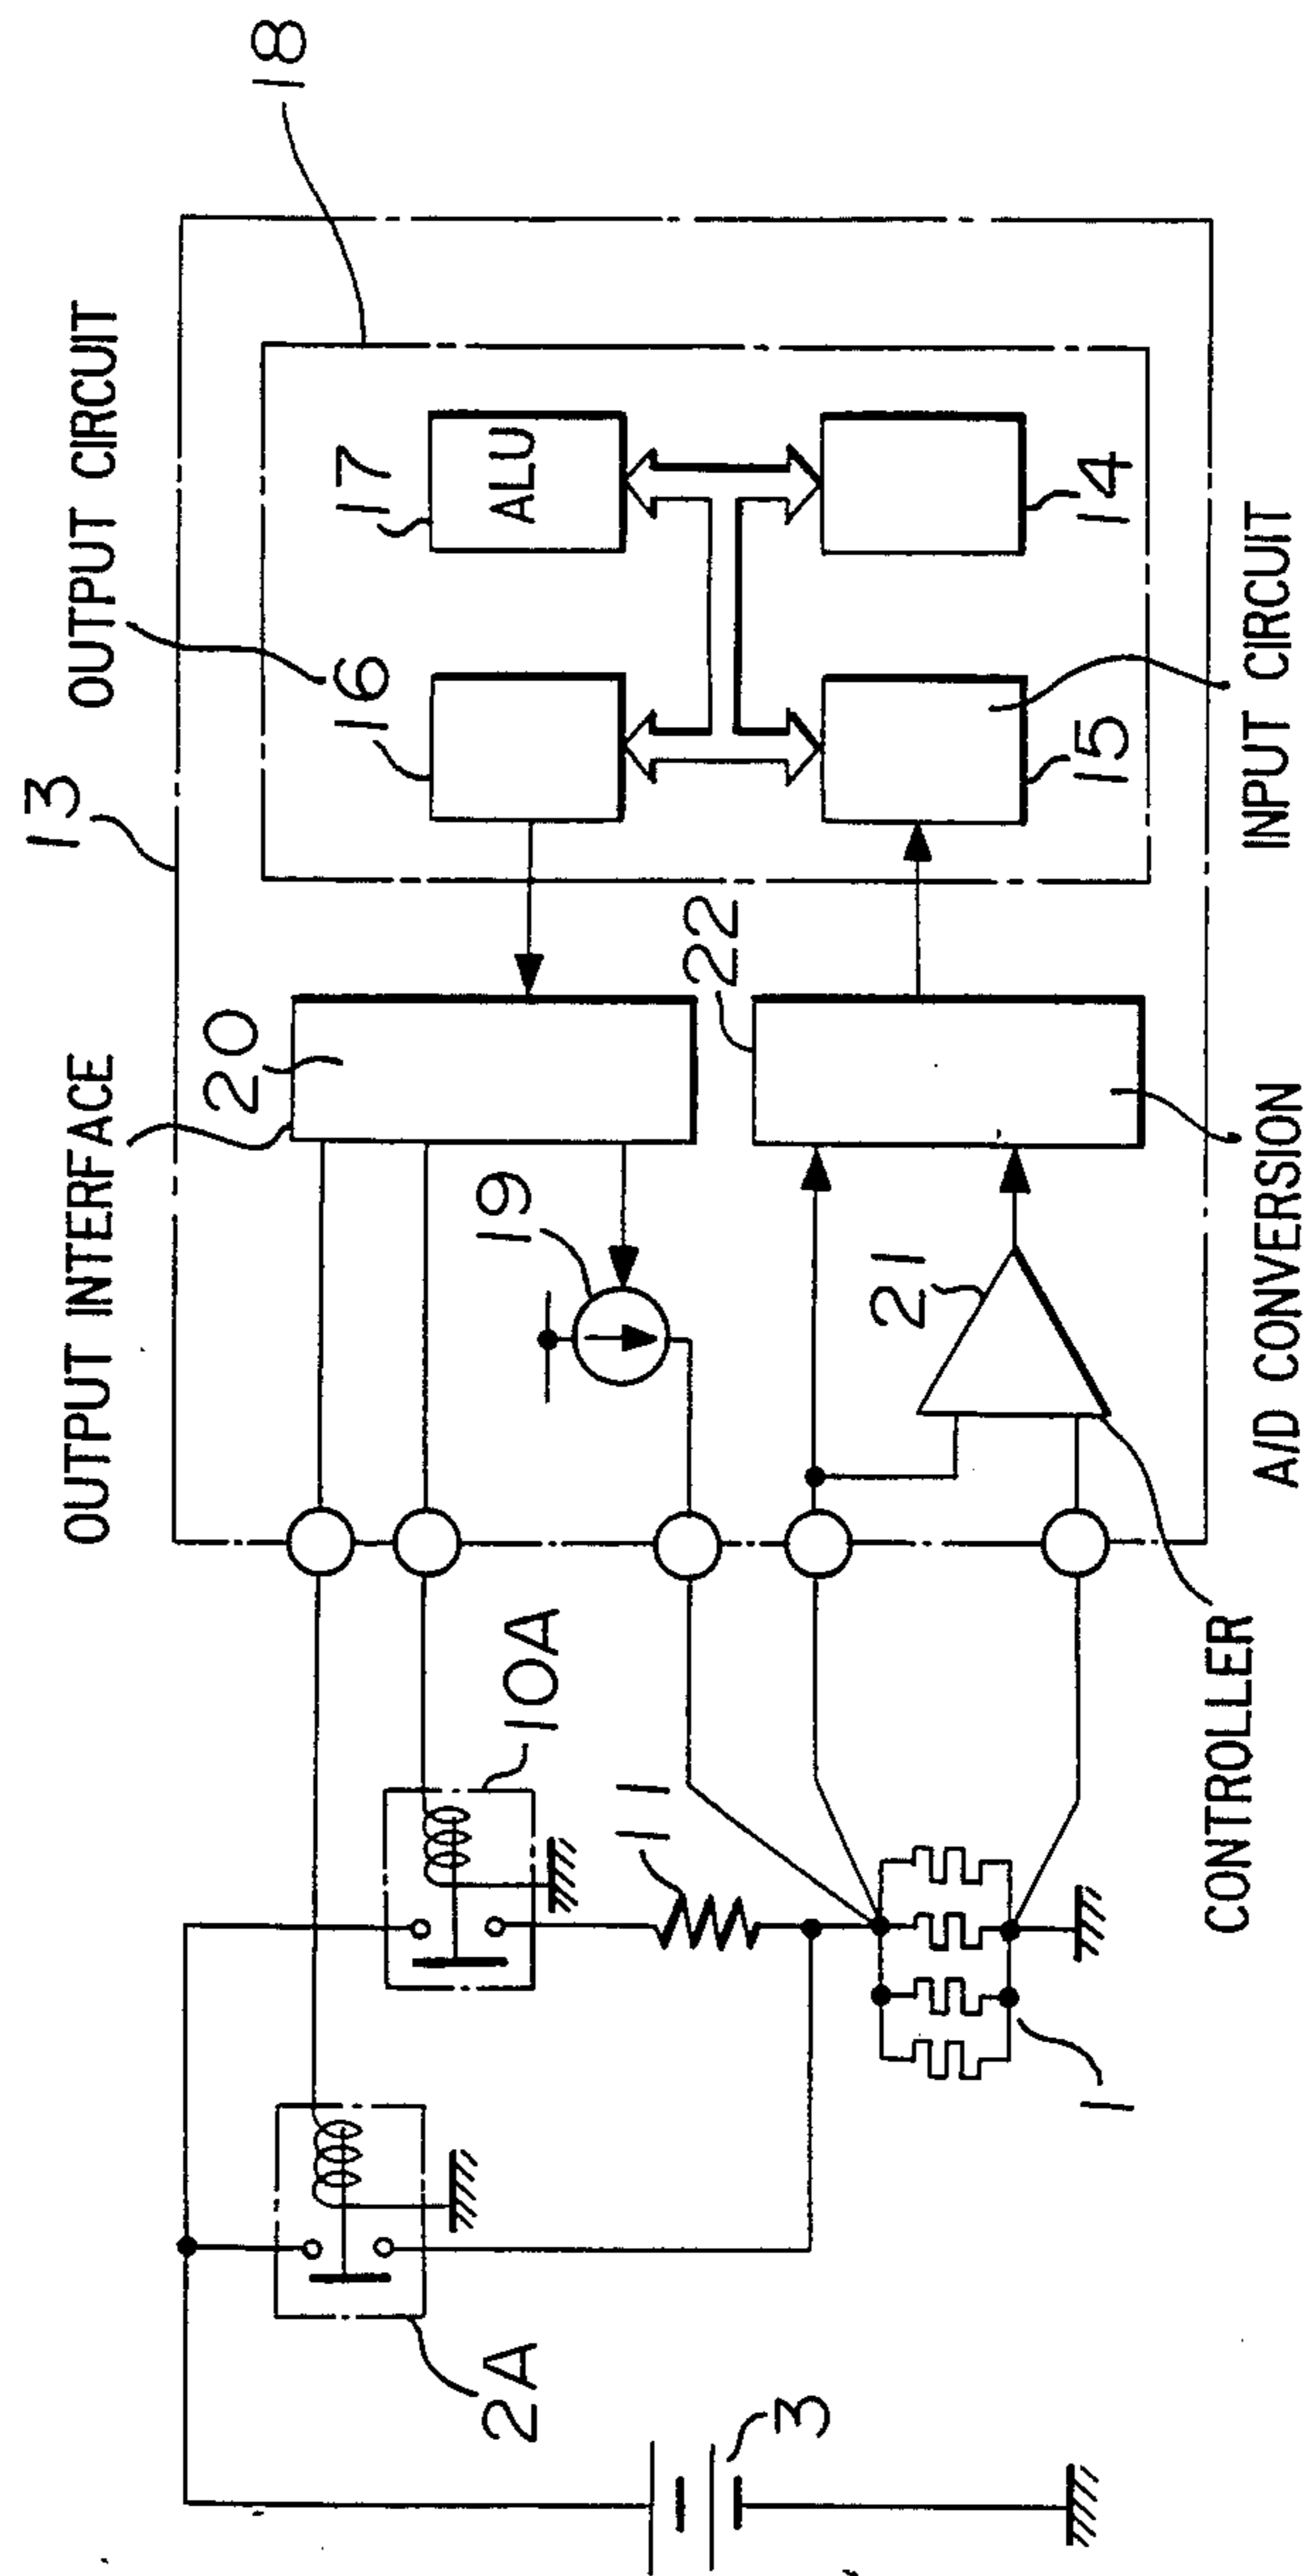 18
13
OUTPUT CIRCUIT
OUTPUT INTERFACE
17
ALU
16
20
14
15
22
19
21
INPUT CIRCUIT
A/D CONVERSION
CONTROLLER
10A
11
1
2A
3